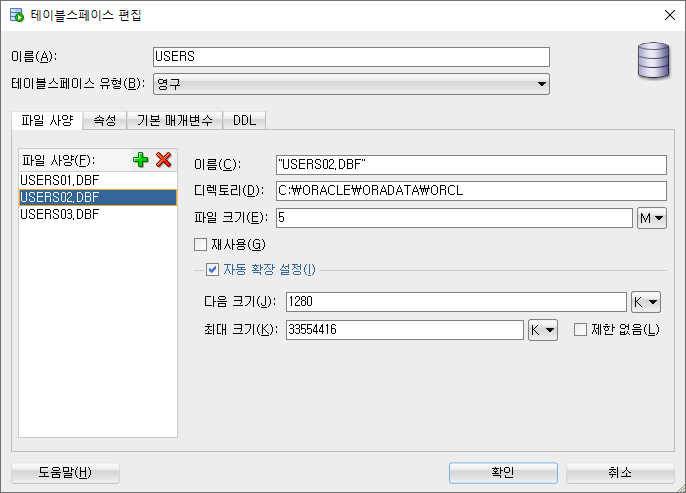 테이블스페이스 편집
이름(A): USERS
테이블스페이스 유형(B): 영구
파일 사양 속성 기본 매개변수 DDL
파일 사양(F):
USERS01.DBF
USERS02.DBF
USERS03.DBF
이름(C): "USERS02.DBF"
디렉토리(D): C:₩ORACLE₩ORADATA₩ORCL
파일 크기(E): 5 M
재사용(G)
자동 확장 설정(I)
다음 크기(J): 1280 K
최대 크기(K): 33554416 K 제한 없음(L)
도움말(H) 확인 취소